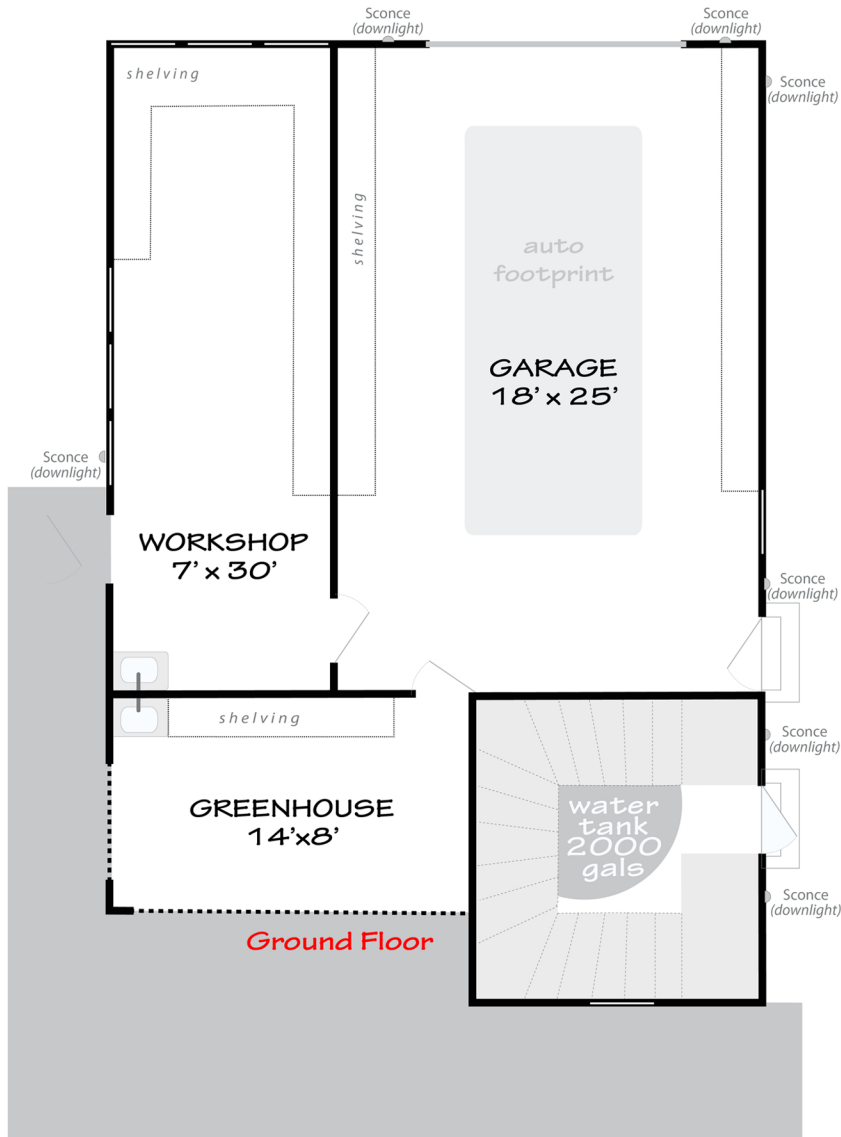 Sconce
(downlight)
Sconce
(downlight)
shelving
Sconce
(downlight)
shelving
auto
footprint
GARAGE
18' x 25'
Sconce
(downlight)
WORKSHOP
7' x 30'
Sconce
(downlight)
shelving
Sconce
(downlight)
GREENHOUSE
14'x8'
water
tank
2000
gals
Sconce
(downlight)
Ground Floor